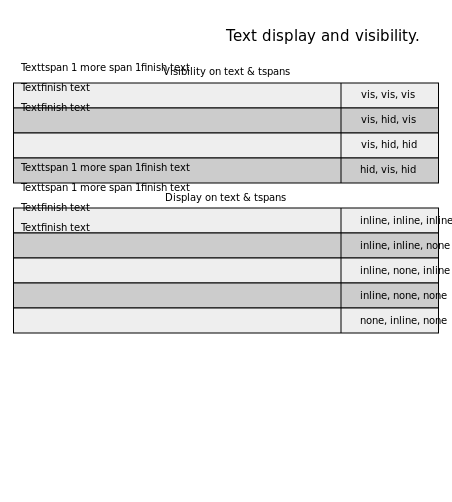 Text display and visibility.
Texttspan 1 more span 1finish text
Visibility on text & tspans
Textfinish text
vis, vis, vis
Textfinish text
vis, hid, vis
vis, hid, hid
Texttspan 1 more span 1finish text
hid, vis, hid
Texttspan 1 more span 1finish text
Display on text & tspans
Textfinish text
inline, inline, inline
Textfinish text
inline, inline, none
inline, none, inline
inline, none, none
none, inline, none